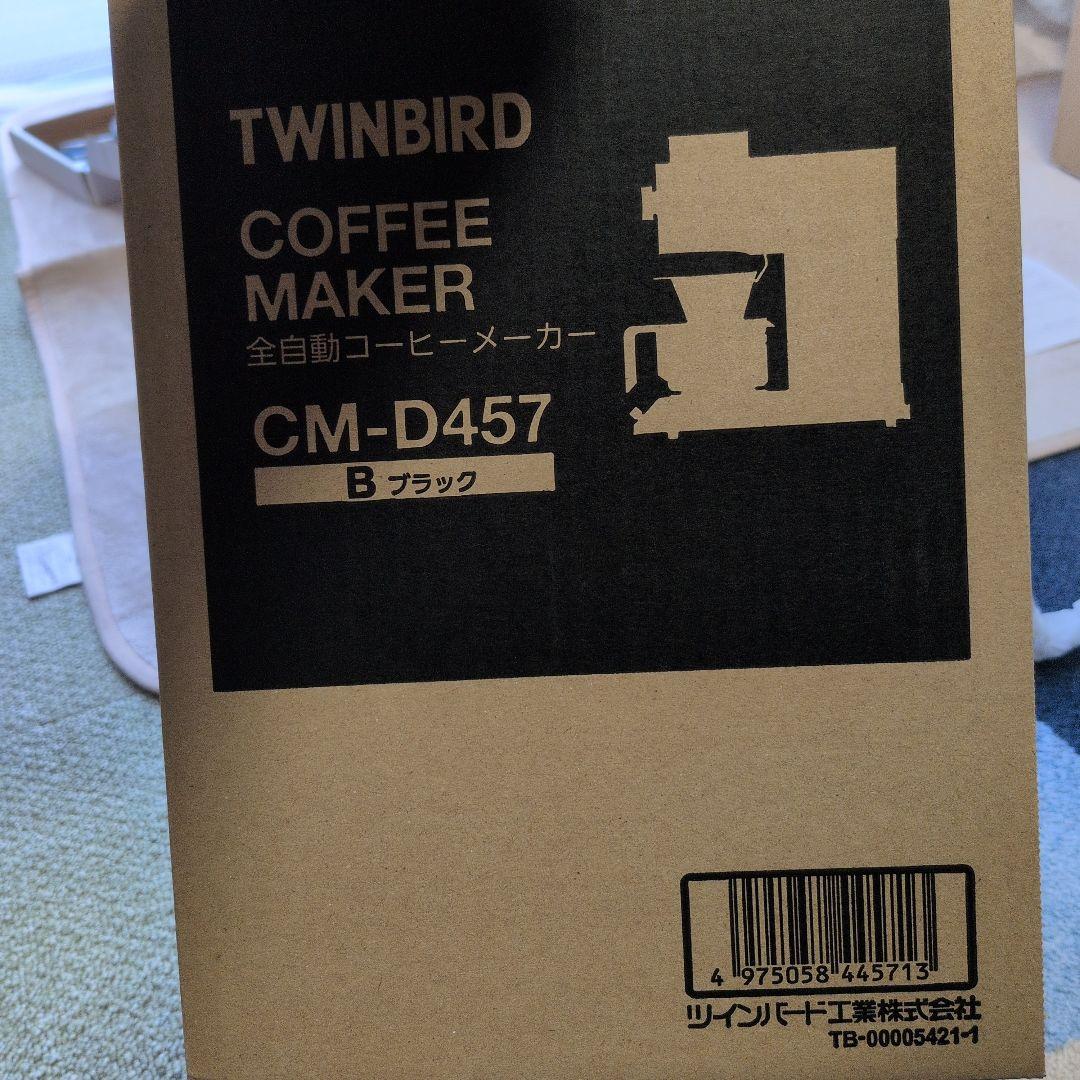 TWINBIRD
COFFEE
MAKER
全自動コーヒーメーカー
CM-D457
B ブラック
4 975058 445713
ツインバード工業株式会社
TB-00005421-1